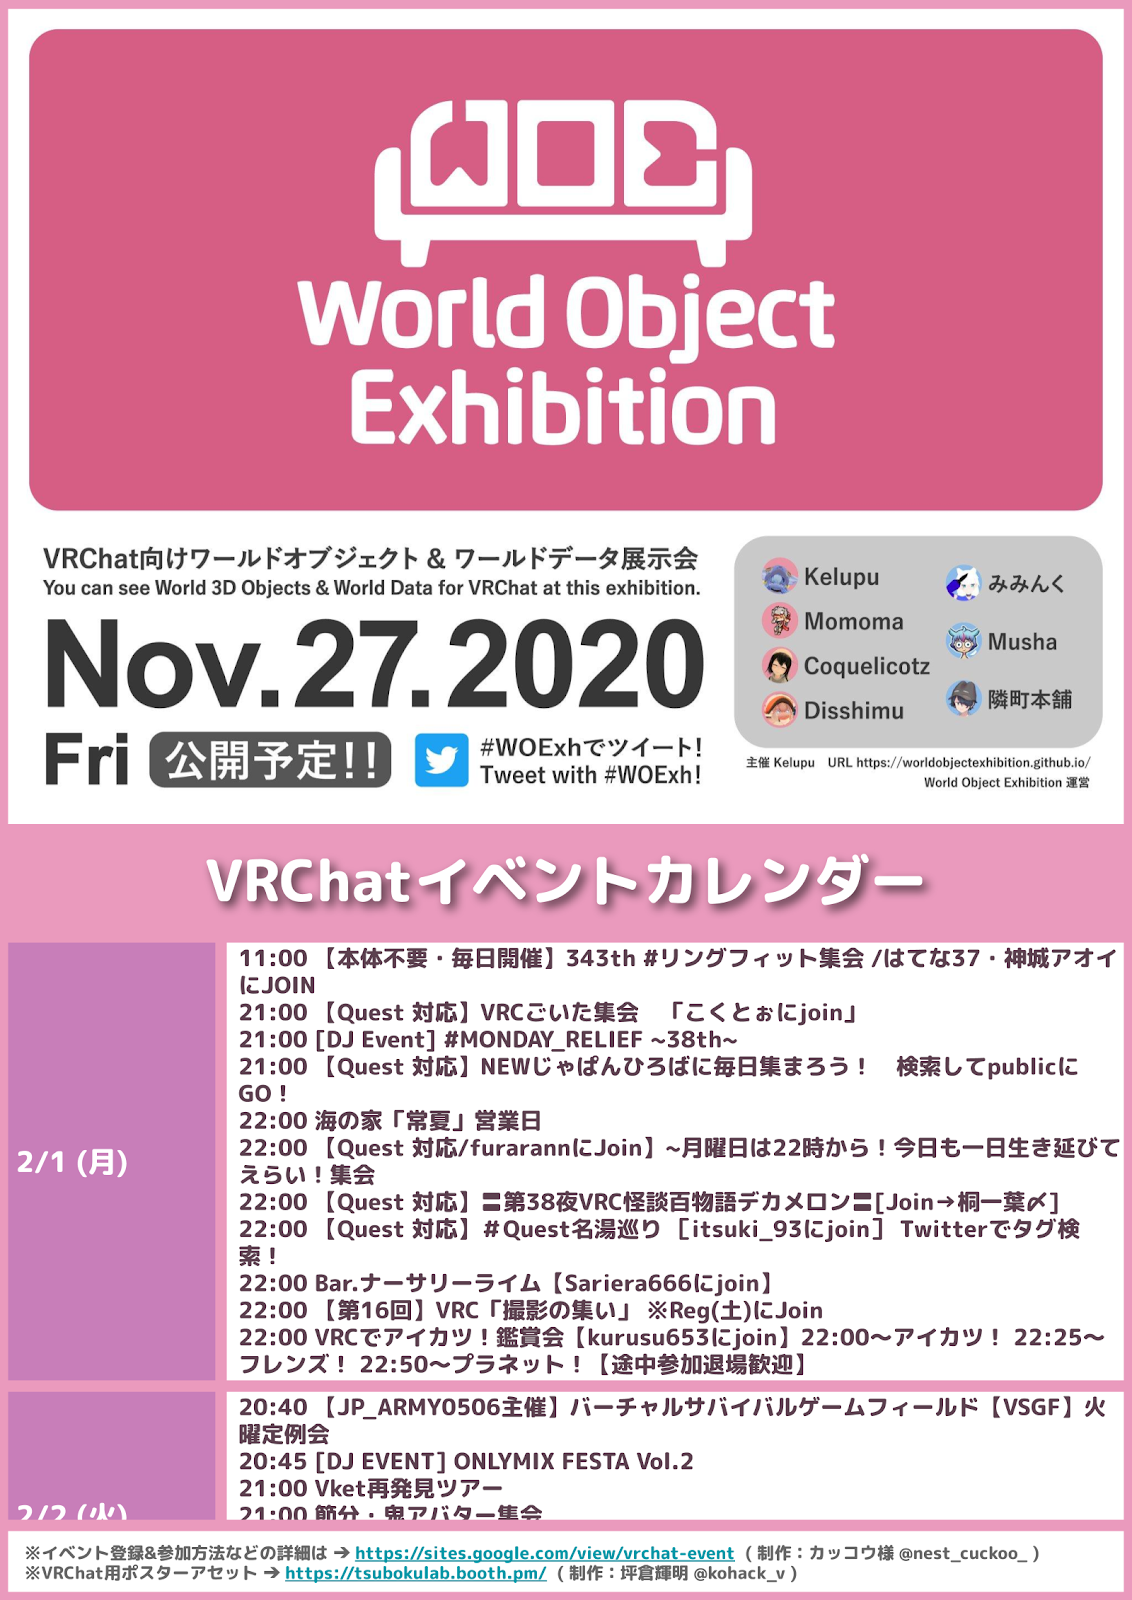 WOE
World Object
Exhibition
VRChat向けワールドオブジェクト & ワールドデータ展示会
You can see World 3D Objects & World Data for VRChat at this exhibition.
Nov.27.2020
Fri 公開予定!!
#WOExhでツイート!
Tweet with #WOExh!
Kelupu
Momoma
Coquelicotz
Disshimu
みみんく
Musha
隣町本舗
主催 Kelupu URL https://worldobjectexhibition.github.io/
World Object Exhibition 運営
VRChatイベントカレンダー
2/1 (月)
11:00 【本体不要・毎日開催】343th #リングフィット集会 /はてな37・神城アオイ
にJOIN
21:00 【Quest 対応】VRCごいた集会　「こくとぉにjoin」
21:00 [DJ Event] #MONDAY_RELIEF ~38th~
21:00 【Quest 対応】NEWじゃぱんひろばに毎日集まろう！　検索してpublicに
GO！
22:00 海の家「常夏」営業日
22:00 【Quest 対応/furarannにJoin】~月曜日は22時から！今日も一日生き延びて
えらい！集会
22:00 【Quest 対応】〓第38夜VRC怪談百物語デカメロン〓[Join→桐一葉〆]
22:00 【Quest 対応】＃Quest名湯巡り ［itsuki_93にjoin］ Twitterでタグ検
索！
22:00 Bar.ナーサリーライム【Sariera666にjoin】
22:00 【第16回】VRC「撮影の集い」 ※Reg(土)にJoin
22:00 VRCでアイカツ！鑑賞会【kurusu653にjoin】22:00～アイカツ！ 22:25～
フレンズ！ 22:50～プラネット！【途中参加退場歓迎】
2/2 (火)
20:40 【JP_ARMY0506主催】バーチャルサバイバルゲームフィールド【VSGF】火
曜定例会
20:45 [DJ EVENT] ONLYMIX FESTA Vol.2
21:00 Vket再発見ツアー
21:00 節分・鬼アバター集会
※イベント登録&参加方法などの詳細は ➔ https://sites.google.com/view/vrchat-event ( 制作：カッコウ様 @nest_cuckoo_ )
※VRChat用ポスターアセット ➔ https://tsubokulab.booth.pm/ ( 制作：坪倉輝明 @kohack_v )